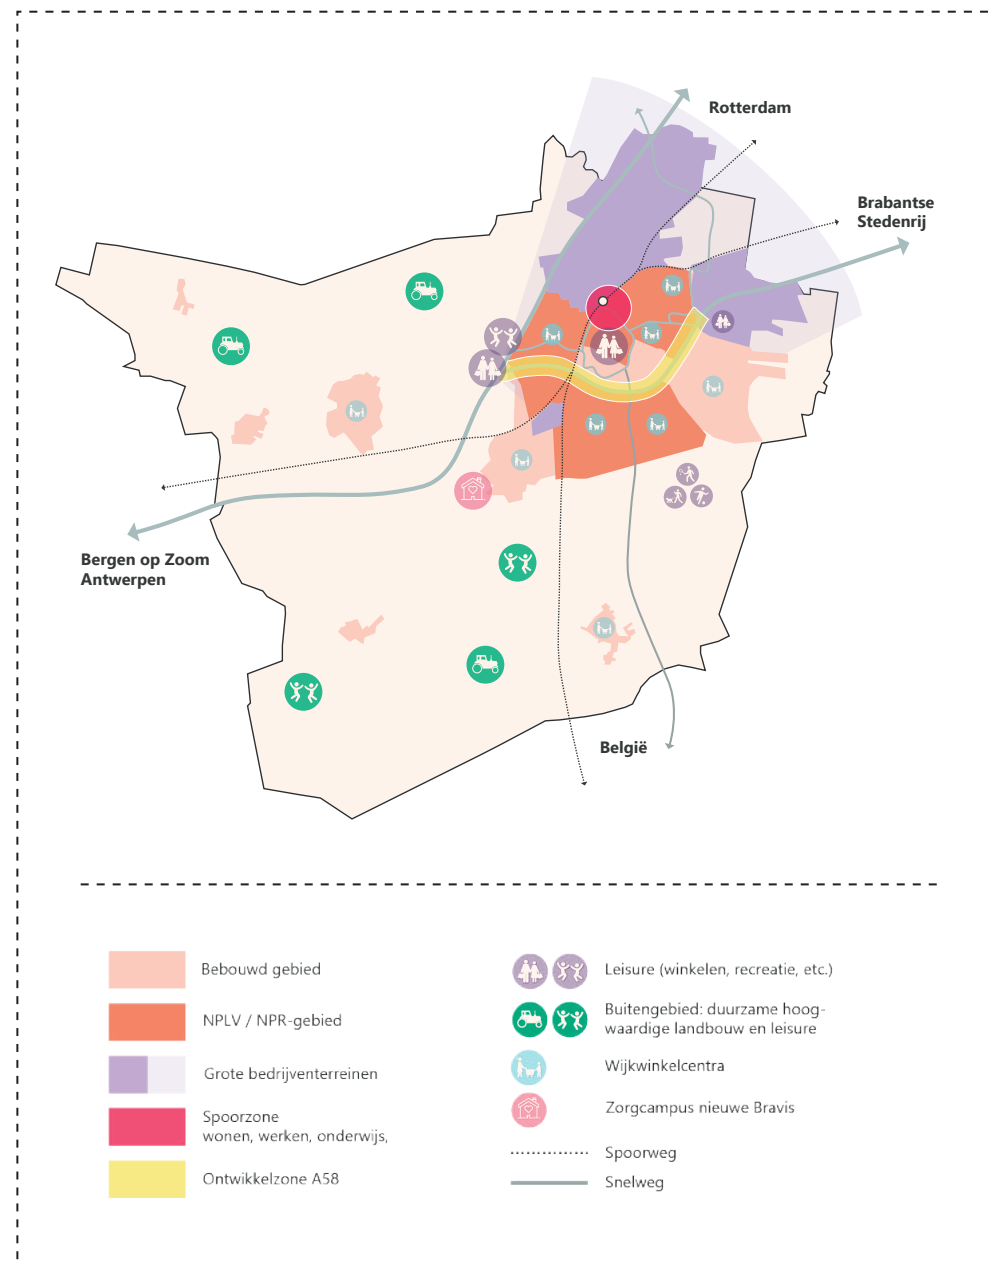 Rotterdam
Brabantse
Stedenrij
Bergen op Zoom
Antwerpen
België
Bebouwd gebied
NPLV / NPR-gebied
Grote bedrijventerreinen
Spoorzone
wonen, werken, onderwijs,
Ontwikkelzone A58
Leisure (winkelen, recreatie, etc.)
Buitengebied: duurzame hoog-
waardige landbouw en leisure
Wijkwinkelcentra
Zorgcampus nieuwe Bravis
Spoorweg
Snelweg